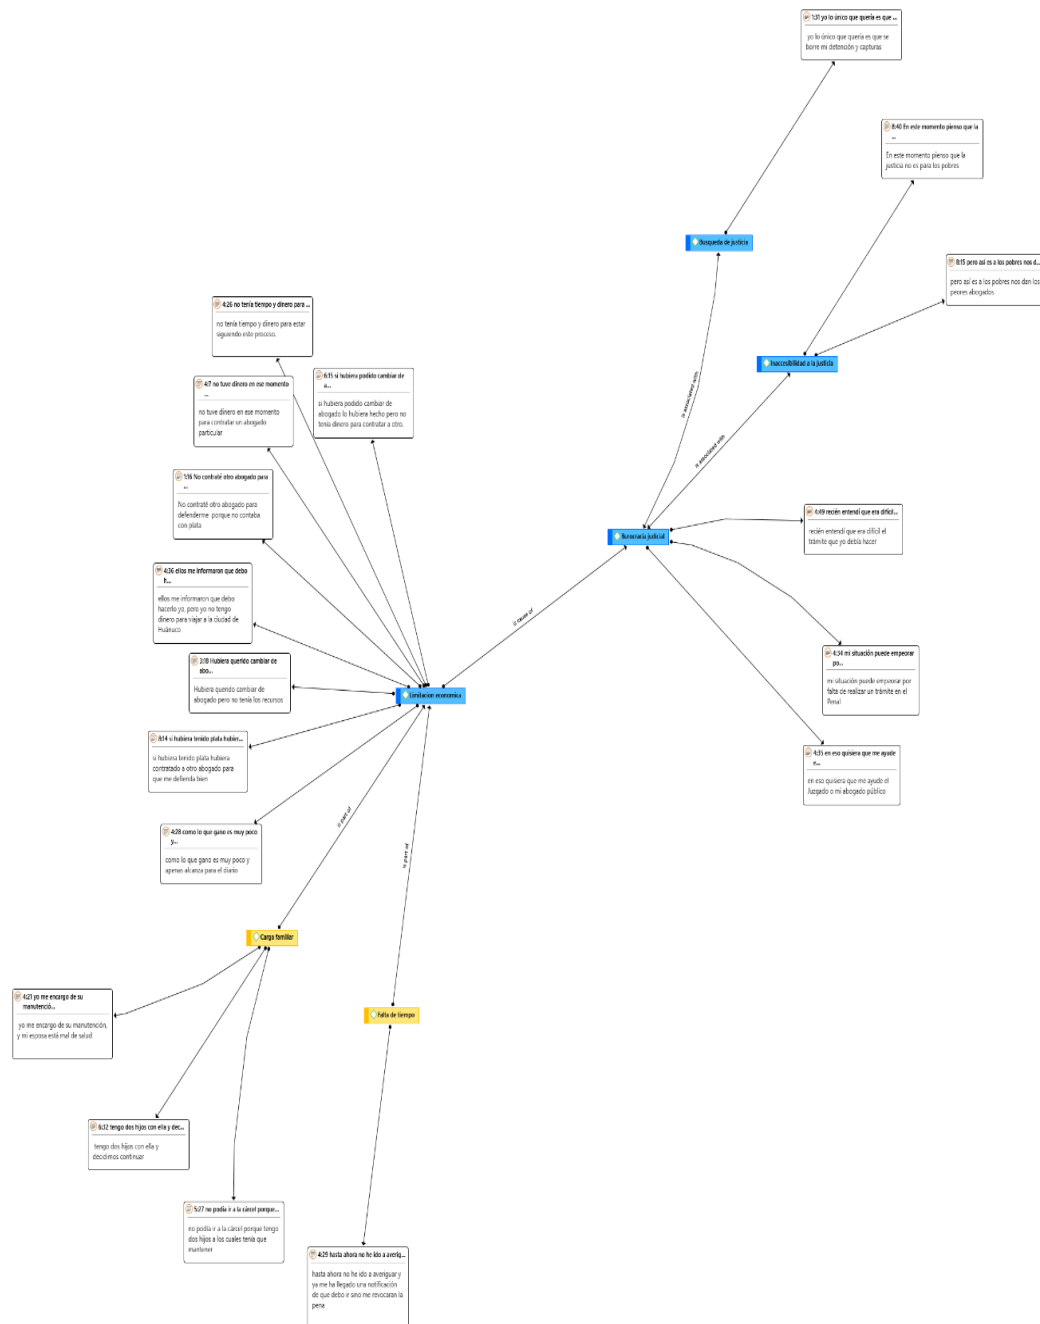 1:31 yo lo único que quería es que ...
yo lo único que quería es que se
borre mi detención y capturas
8:40 En este momento pienso que la
...
En este momento pienso que la
justicia no es para los pobres
Busqueda de justicia
8:15 pero así es a los pobres nos d...
pero así es a los pobres nos dan los
peores abogados
Inaccesibilidad a la justicia
is associated with
is associated with
4:26 no tenía tiempo y dinero para ...
no tenía tiempo y dinero para estar
siguiendo este proceso.
6:15 si hubiera podido cambiar de
a...
si hubiera podido cambiar de
abogado lo hubiera hecho pero no
tenía dinero para contratar a otro.
4:7 no tuve dinero en ese momento
...
no tuve dinero en ese momento
para contratar un abogado
particular
1:16 No contraté otro abogado para
...
No contraté otro abogado para
defenderme porque no contaba
con plata
4:49 recién entendí que era difícil...
recién entendí que era difícil el
trámite que yo debía hacer
Burocracia judicial
4:36 ellos me informaron que debo
h...
ellos me informaron que debo
hacerlo yo, pero yo no tengo
dinero para viajar a la ciudad de
Huánuco
is cause of
3:18 Hubiera querido cambiar de
abo...
Hubiera querido cambiar de
abogado pero no tenía los recursos
Limitacion economica
4:34 mi situación puede empeorar
po...
mi situación puede empeorar por
falta de realizar un trámite en el
Penal
8:14 si hubiera tenido plata hubier...
si hubiera tenido plata hubiera
contratado a otro abogado para
que me defienda bien
4:35 en eso quisiera que me ayude
e...
en eso quisiera que me ayude el
Juzgado o mi abogado público
4:28 como lo que gano es muy poco
y...
como lo que gano es muy poco y
apenas alcanza para el diario
is part of
is part of
Carga familiar
4:21 yo me encargo de su
manutenció...
yo me encargo de su manutención,
y mi esposa está mal de salud
Falta de tiempo
6:32 tengo dos hijos con ella y dec...
tengo dos hijos con ella y
decidimos continuar
5:27 no podía ir a la cárcel porque...
no podía ir a la cárcel porque tengo
dos hijos a los cuales tenía que
mantener
4:29 hasta ahora no he ido a averig...
hasta ahora no he ido a averiguar y
ya me ha llegado una notificación
de que debo ir sino me revocaran la
pena